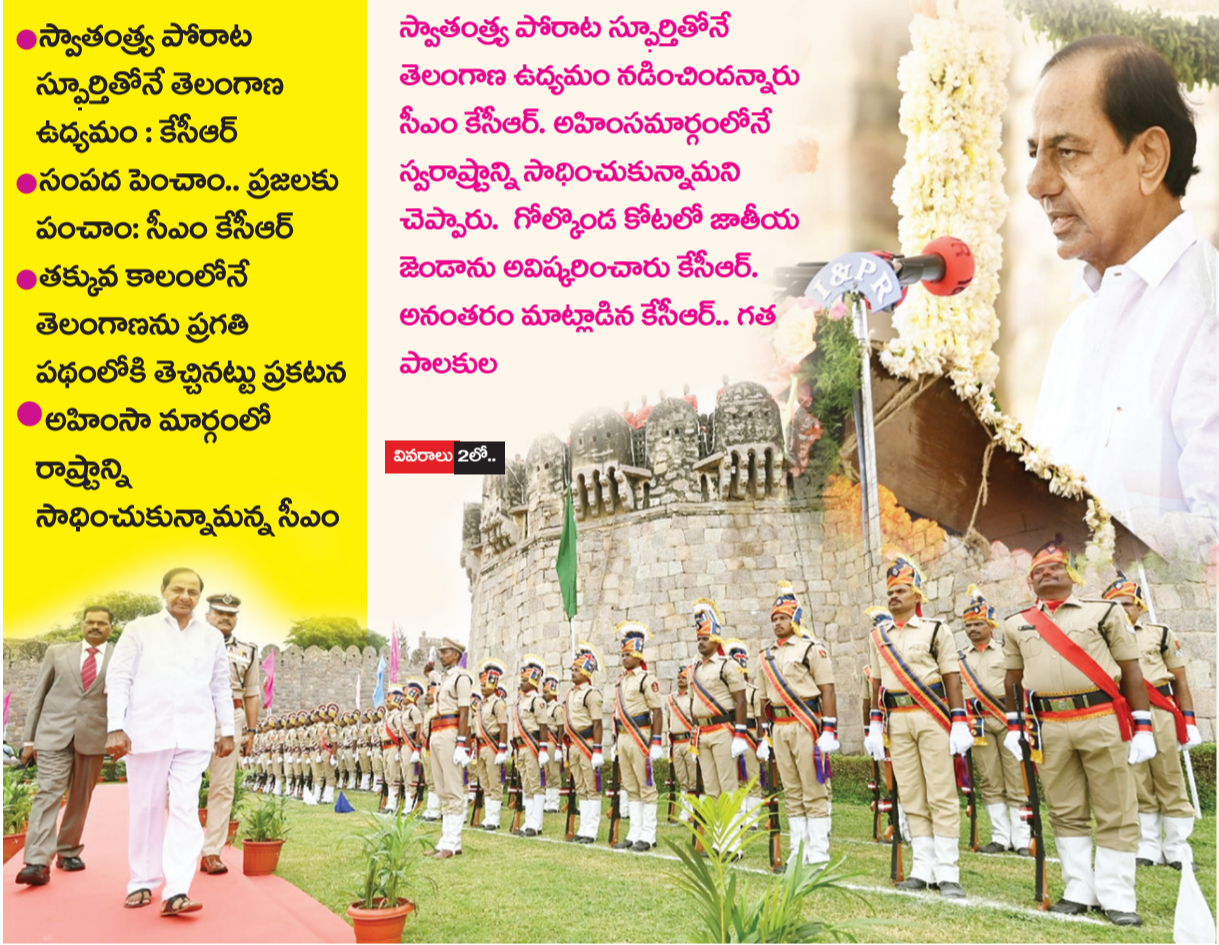 స్వాతంత్ర్య పోరాట
స్ఫూర్తితోనే తెలంగాణ
ఉద్యమం : కేసీఆర్
సంపద పెంచాం.. ప్రజలకు
పంచాం: సీఎం కేసీఆర్
తక్కువ కాలంలోనే
తెలంగాణను ప్రగతి
పథంలోకి తెచ్చినట్టు ప్రకటన
అహింసా మార్గంలో
రాష్ట్రాన్ని
సాధించుకున్నామన్న సీఎం
స్వాతంత్ర్య పోరాట స్ఫూర్తితోనే
తెలంగాణ ఉద్యమం నడించిందన్నారు
సీఎం కేసీఆర్. అహింసమార్గంలోనే
స్వరాష్ట్రాన్ని సాధించుకున్నామని
చెప్పారు. గోల్కొండ కోటలో జాతీయ
జెండాను అవిష్కరించారు కేసీఆర్.
అనంతరం మాట్లాడిన కేసీఆర్.. గత
పాలకుల
వివరాలు 2లో..
I&PR